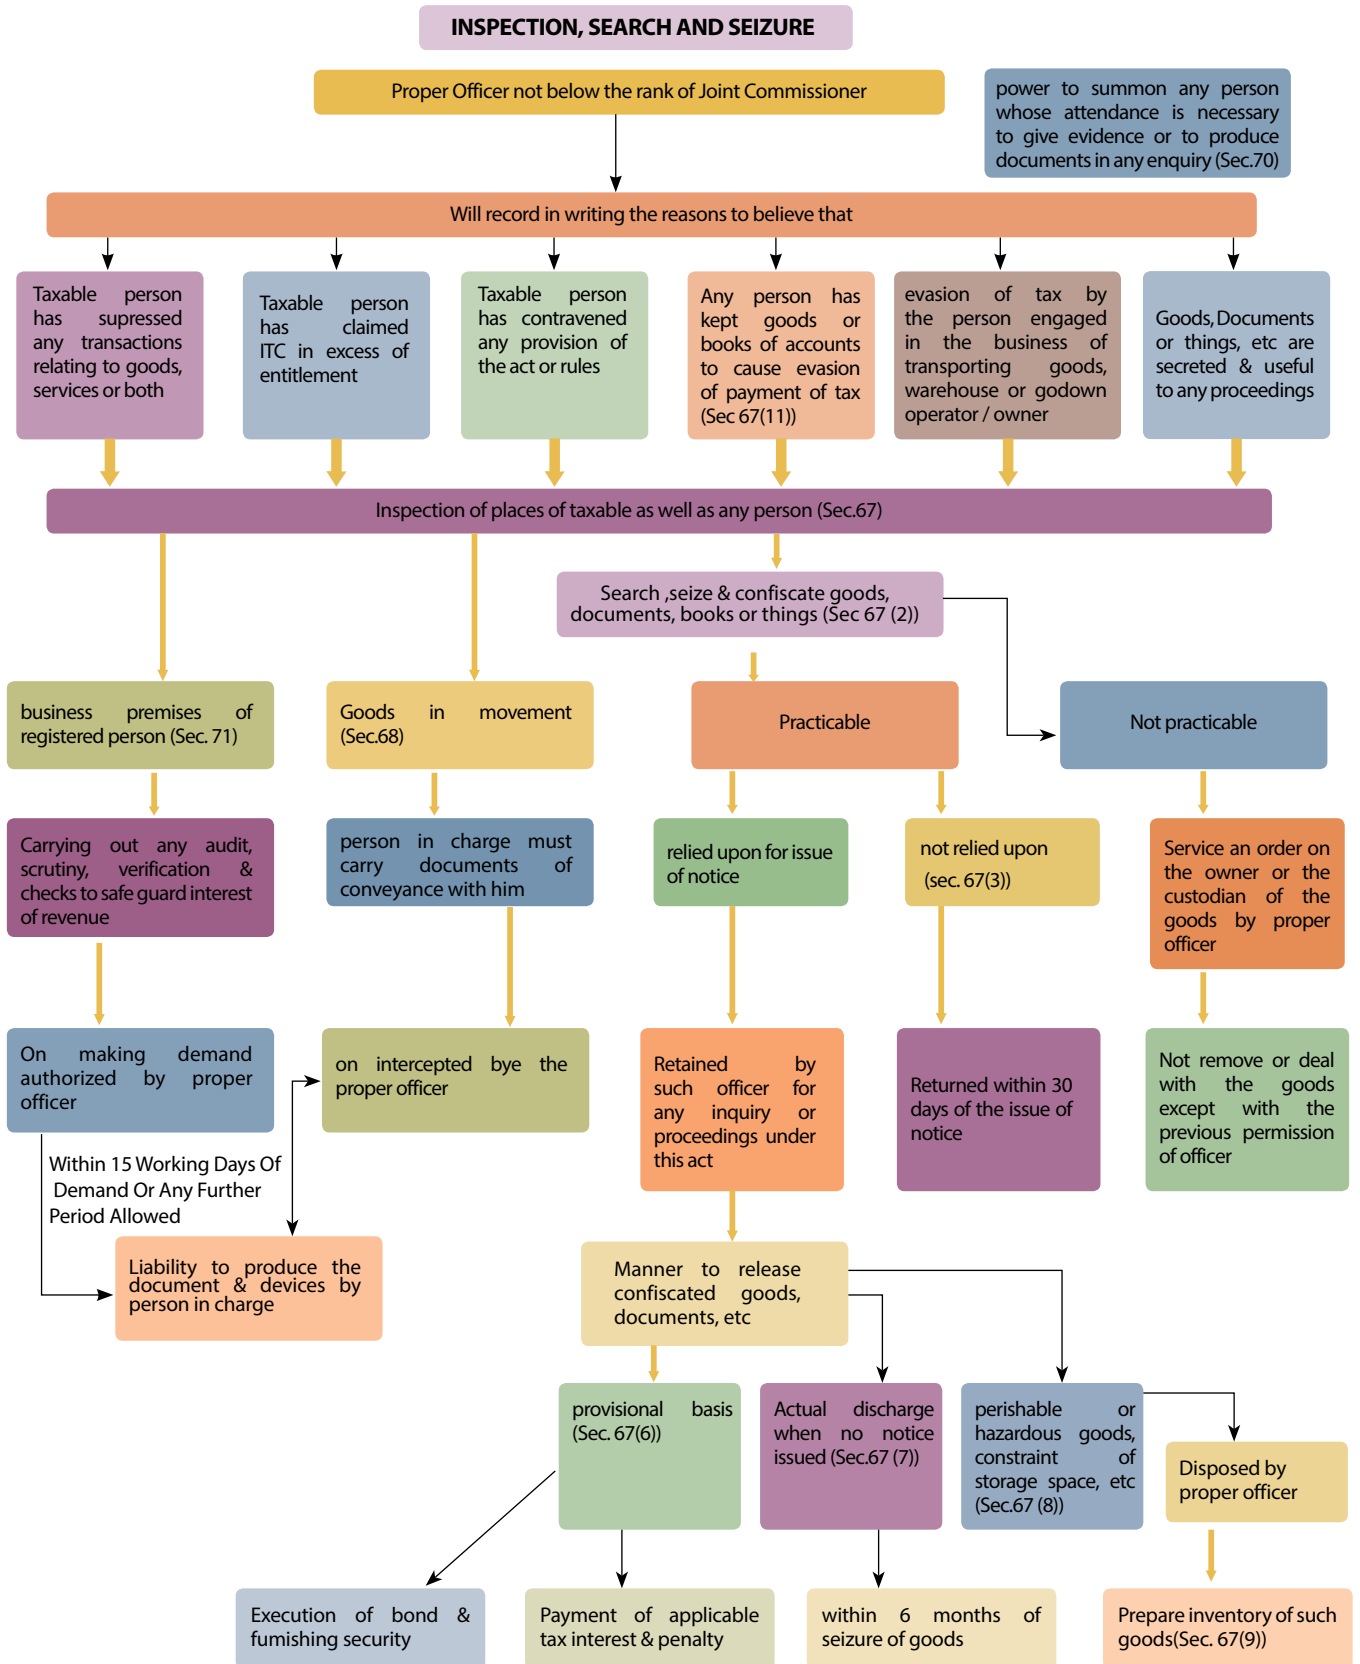 INSPECTION, SEARCH AND SEIZURE
Proper Officer not below the rank of Joint Commissioner
power to summon any person
whose attendance is necessary
to give evidence or to produce
documents in any enquiry (Sec.70)
Will record in writing the reasons to believe that
Taxable person
has supressed
any transactions
relating to goods,
services or both
Taxable person
has claimed
ITC in excess of
entitlement
Taxable person
has contravened
any provision of
the act or rules
Any person has
kept goods or
books of accounts
to cause evasion
of payment of tax
(Sec 67(11))
evasion of tax by
the person engaged
in the business of
transporting goods,
warehouse or godown
operator / owner
Goods, Documents
or things, etc are
secreted & useful
to any proceedings
Inspection of places of taxable as well as any person (Sec.67)
Search ,seize & confiscate goods,
documents, books or things (Sec 67 (2))
business premises of
registered person (Sec. 71)
Goods in movement
(Sec.68)
Practicable
Not practicable
Carrying out any audit,
scrutiny, verification &
checks to safe guard interest
of revenue
person in charge must
carry documents of
conveyance with him
relied upon for issue
of notice
not relied upon
(sec. 67(3))
Service an order on
the owner or the
custodian of the
goods by proper
officer
On making demand
authorized by proper
officer
on intercepted bye the
proper officer
Retained by
such officer for
any inquiry or
proceedings under
this act
Returned within 30
days of the issue of
notice
Not remove or deal
with the goods
except with the
previous permission
of officer
Within 15 Working Days Of
Demand Or Any Further
Period Allowed
Liability to produce the
document & devices by
person in charge
Manner to release
confiscated goods,
documents, etc
provisional basis
(Sec. 67(6))
Actual discharge
when no notice
issued (Sec.67 (7))
perishable or
hazardous goods,
constraint of
storage space, etc
(Sec.67 (8))
Disposed by
proper officer
Execution of bond &
fumishing security
Payment of applicable
tax interest & penalty
within 6 months of
seizure of goods
Prepare inventory of such
goods(Sec. 67(9))